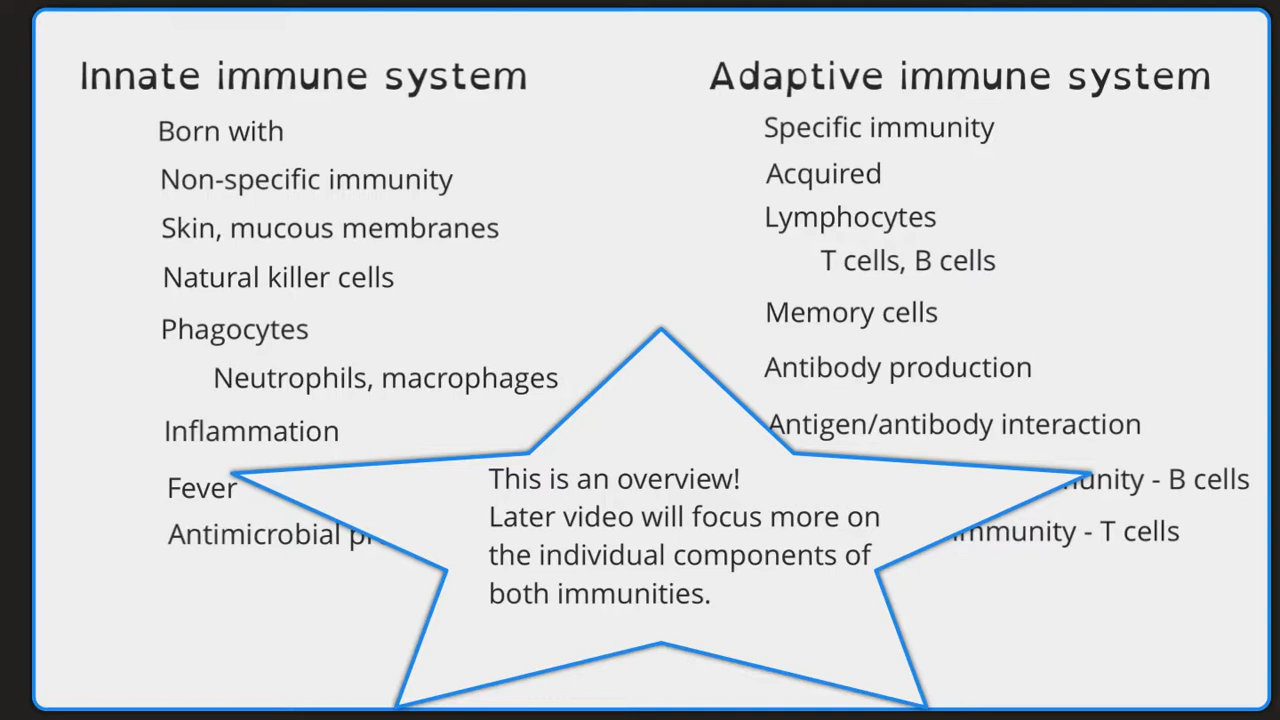 Innate immune system
Born with
Non-specific immunity
Skin, mucous membranes
Natural killer cells
Phagocytes
Neutrophils, macrophages
Inflammation
Fever
Antimicrobial
Adaptive immune system
Specific immunity
Acquired
Lymphocytes
T cells, B cells
Memory cells
Antibody production
Antigen/antibody interaction
- B cells
- T cells
This is an overview!
Later video will focus more on
the individual components of
both immunities.